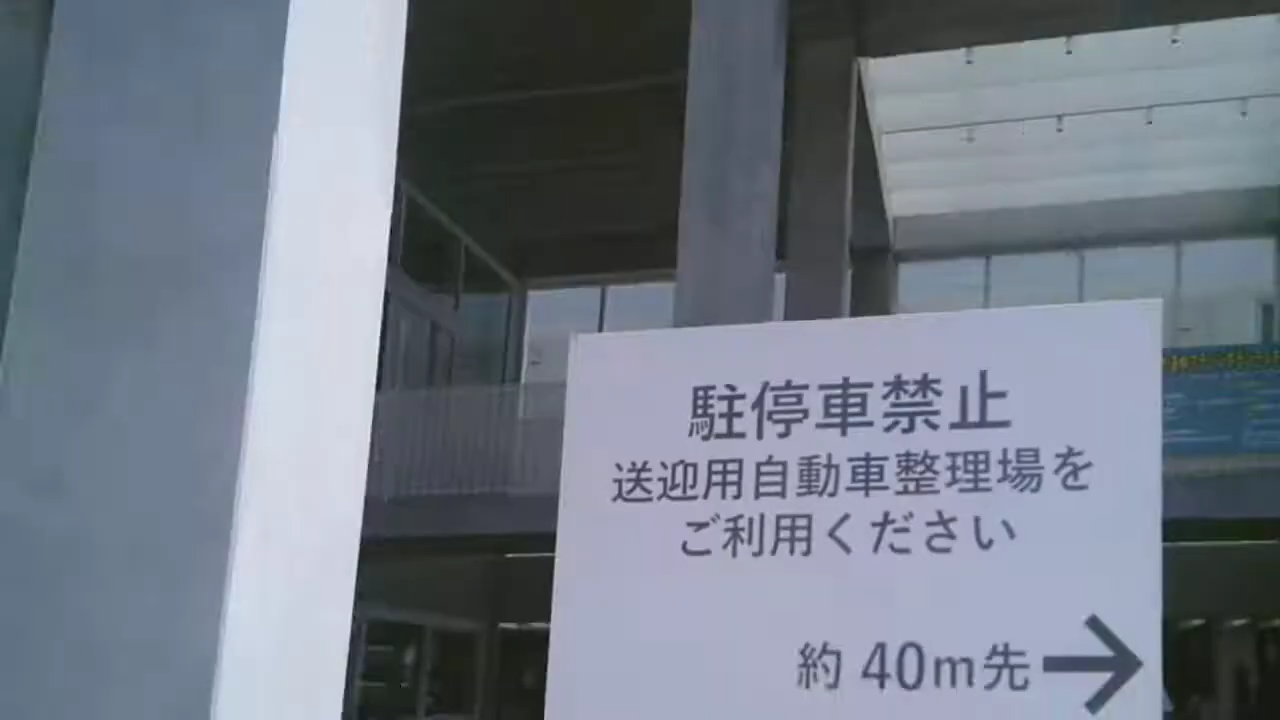 駐停車禁止
送迎用自動車整理場を
ご利用ください
約 40m先 →